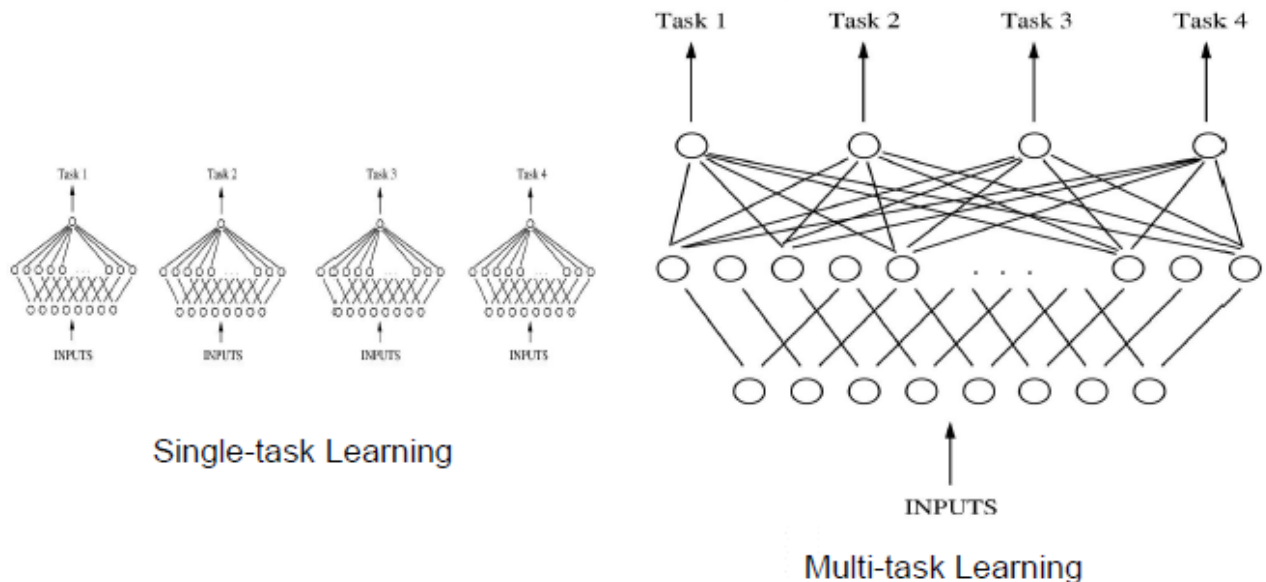 Task 1 Task 2 Task 3 Task 4
INPUTS INPUTS INPUTS INPUTS
Single-task Learning
Task 1 Task 2 Task 3 Task 4
. . .
INPUTS
Multi-task Learning